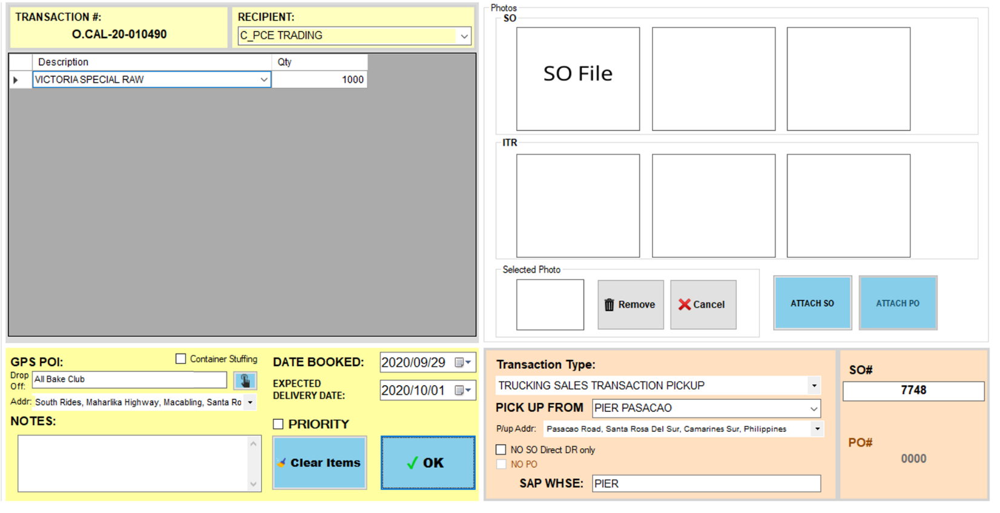 TRANSACTION #:
O.CAL-20-010490
RECIPIENT:
C_PCE TRADING
Description Qty
VICTORIA SPECIAL RAW 1000
Photos
SO
SO File
ITR
Selected Photo
Remove
Cancel
ATTACH SO
ATTACH PO
GPS POI:
Container Stuffing
Drop Off:
All Bake Club
Addr: South Rides, Maharlika Highway, Macabling, Santa Ro
NOTES:
DATE BOOKED: 2020/09/29
EXPECTED
DELIVERY DATE: 2020/10/01
PRIORITY
Clear Items
OK
Transaction Type:
TRUCKING SALES TRANSACTION PICKUP
PICK UP FROM PIER PASACAO
P/up Addr: Pasacao Road, Santa Rosa Del Sur, Camarines Sur, Philippines
NO SO Direct DR only
NO PO
SAP WHSE: PIER
SO#
7748
PO#
0000